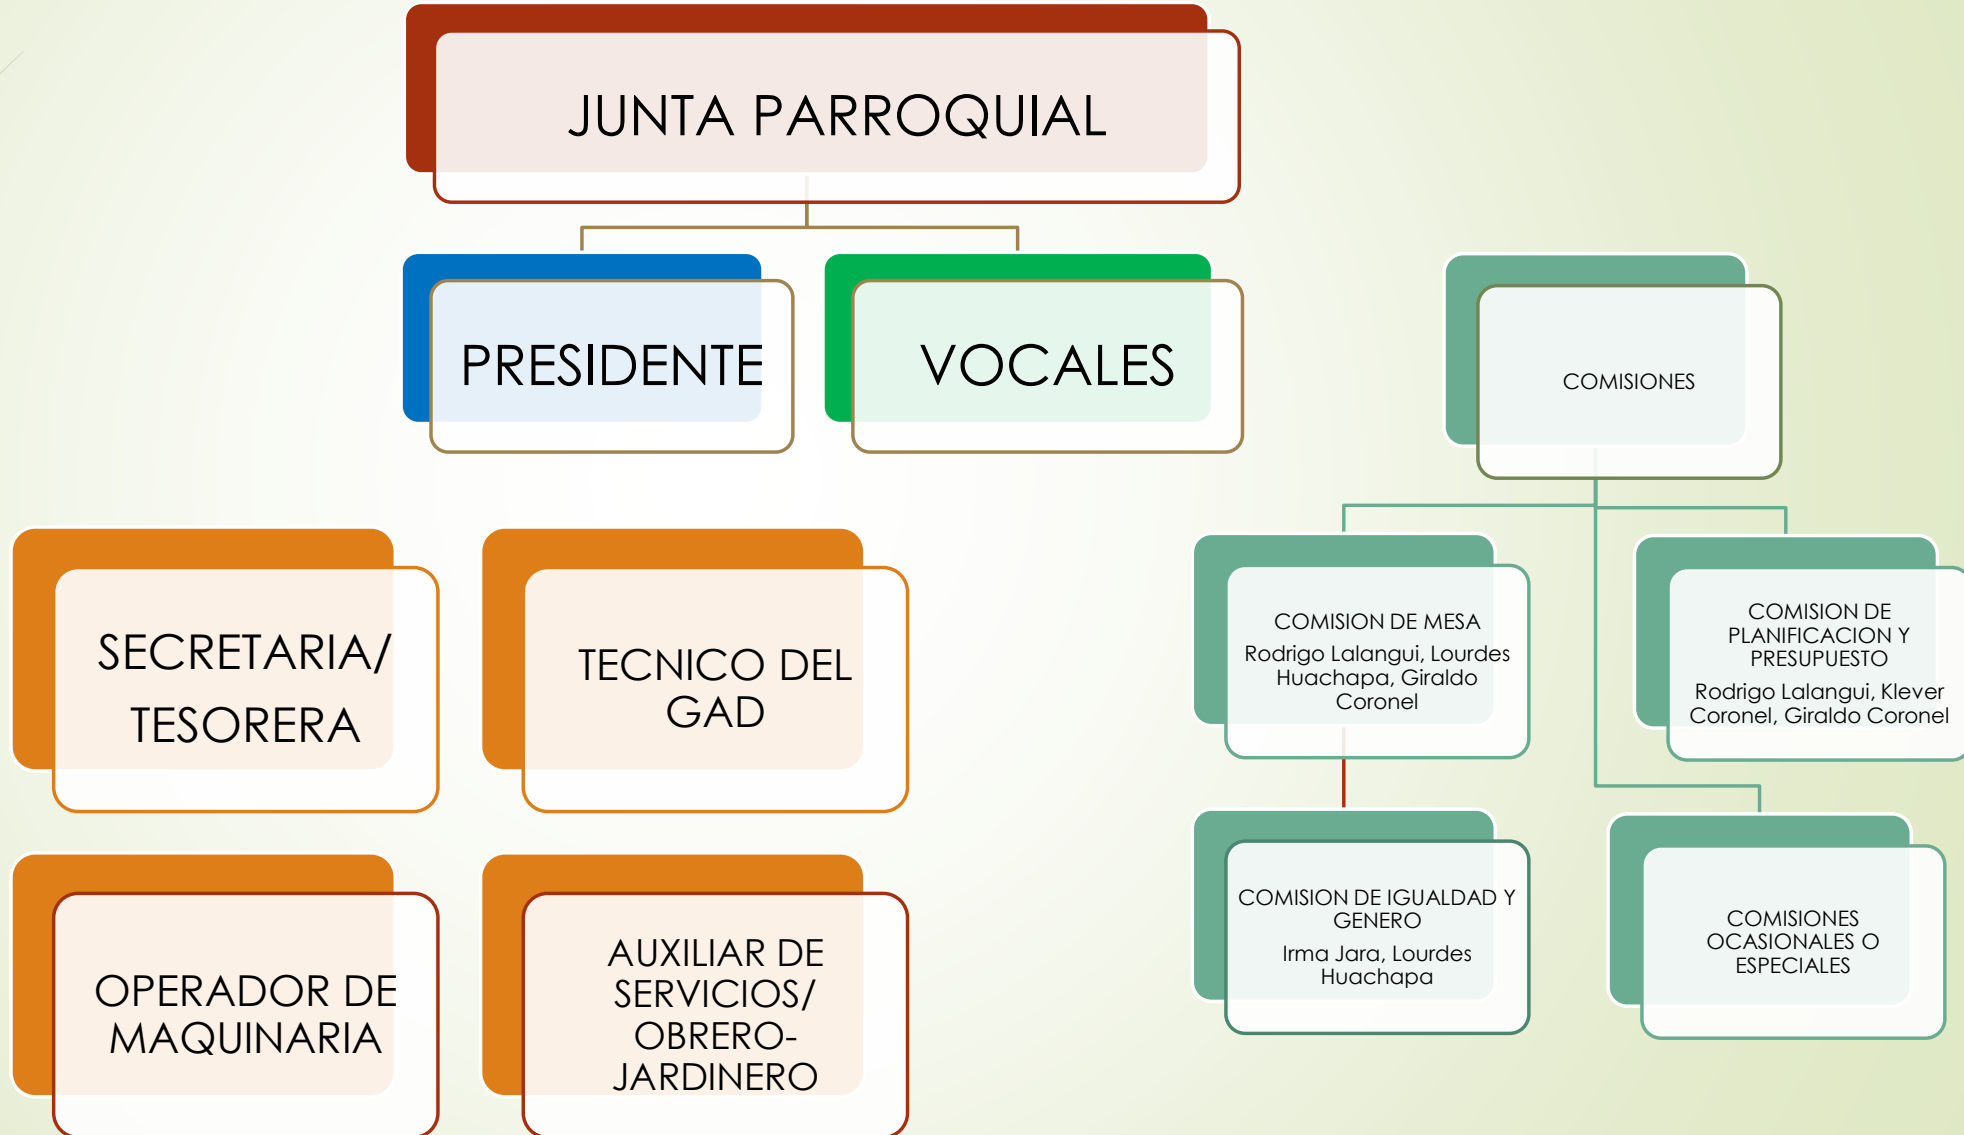 JUNTA PARROQUIAL
PRESIDENTE
VOCALES
COMISIONES
SECRETARIA/
TESORERA
TECNICO DEL
GAD
COMISION DE MESA
Rodrigo Lalangui, Lourdes
Huachapa, Giraldo
Coronel
COMISION DE
PLANIFICACION Y
PRESUPUESTO
Rodrigo Lalangui, Klever
Coronel, Giraldo Coronel
OPERADOR DE
MAQUINARIA
AUXILIAR DE
SERVICIOS/
OBRERO-
JARDINERO
COMISION DE IGUALDAD Y
GENERO
Irma Jara, Lourdes
Huachapa
COMISIONES
OCASIONALES O
ESPECIALES